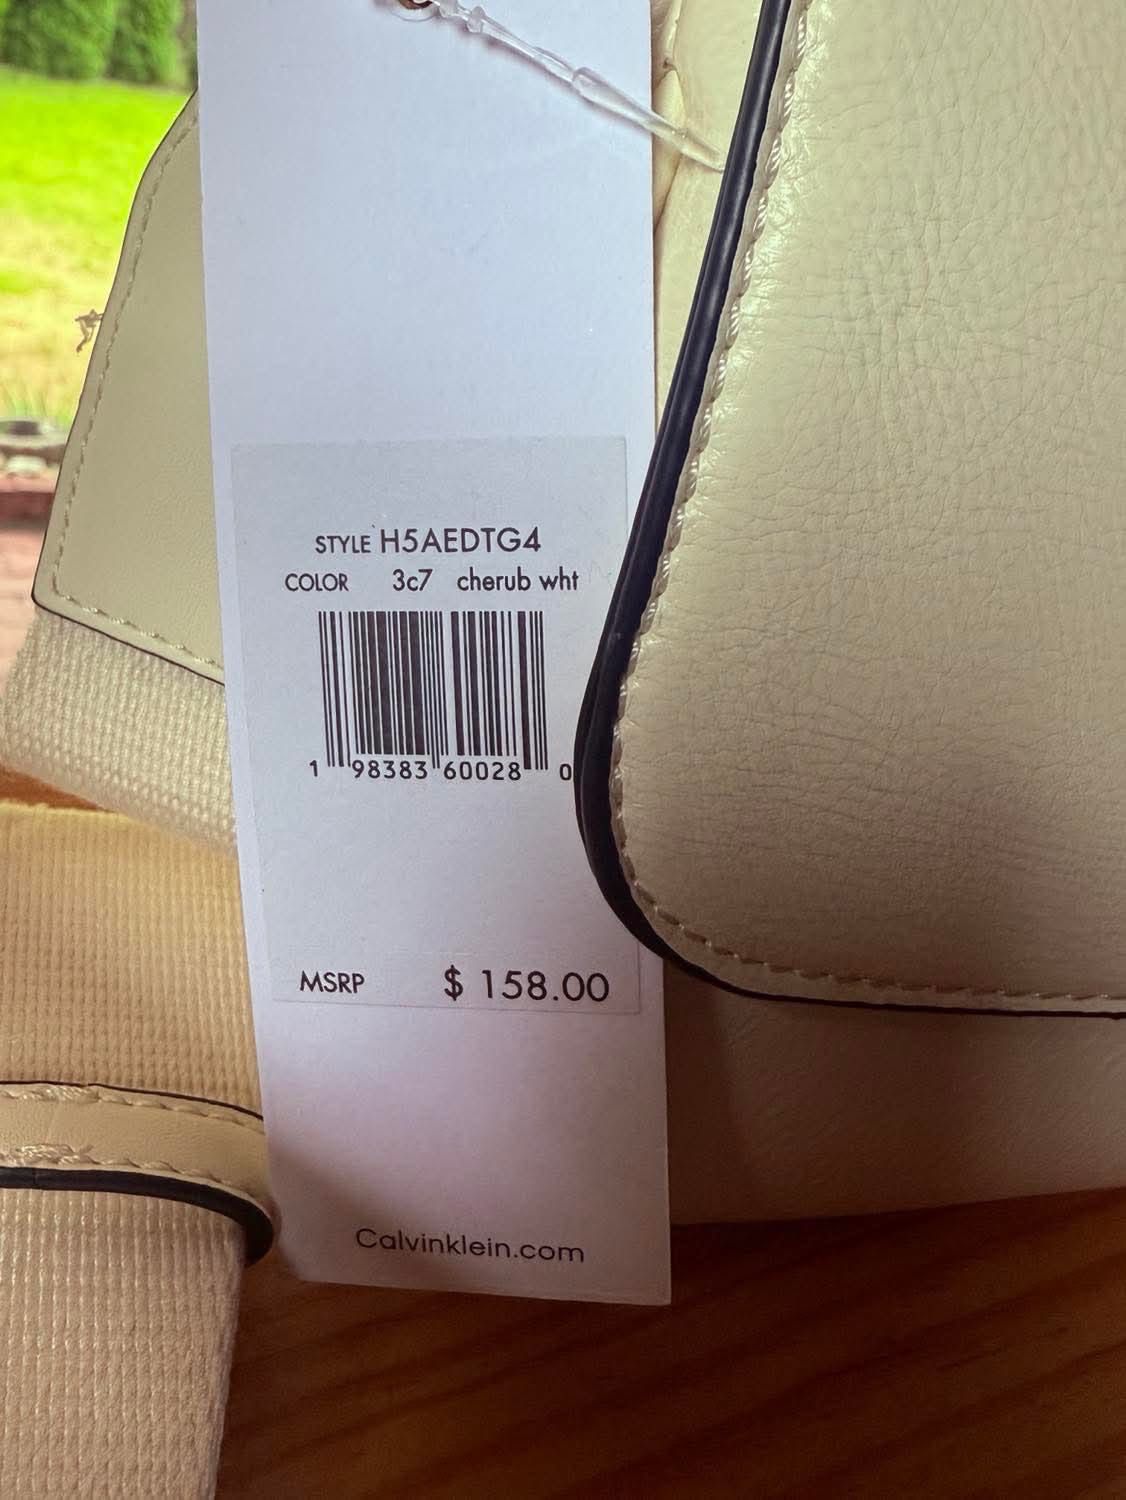 STYLE H5AEDTG4
COLOR 3c7 cherub wht
1 98383 60028 0
MSRP $ 158.00
Calvinklein.com